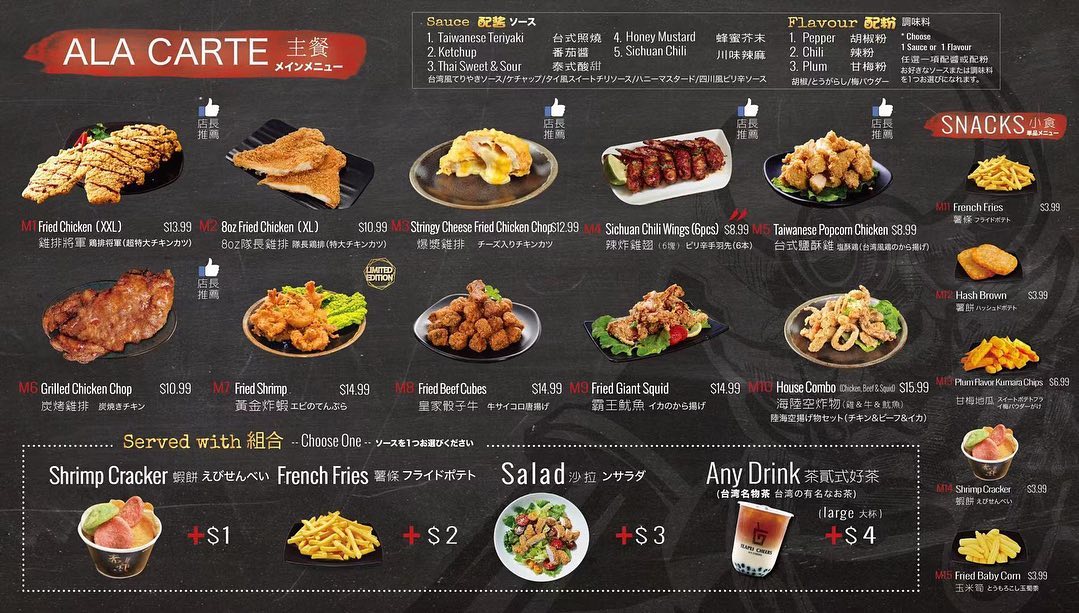 ALA CARTE 主餐
メインメニュー
Sauce 配醬 ソース
1. Taiwanese Teriyaki 台式照燒
2. Ketchup 番茄醬
3. Thai Sweet & Sour 泰式酸甜
4. Honey Mustard 蜂蜜芥末
5. Sichuan Chili 川味辣麻
台湾風てりやきソース/ケチャップ/タイ風スイートチリソース/ハニーマスタード/四川風ピリ辛ソース
Flavour 配粉 調味料
1. Pepper 胡椒粉
2. Chili 辣粉
3. Plum 甘梅粉
胡椒/とうがらし/梅パウダー
* Choose
1 Sauce or 1 Flavour
任選一項配醬或配粉
お好きなソースまたは調味料
を1つお選びになれます。
店長
推薦
M1 Fried Chicken (XXL) $13.99
雞排將軍 鶏排将軍(超特大チキンカツ)
M2 8oz Fried Chicken (XL) $10.99
8oz隊長雞排 隊長鶏排(特大チキンカツ)
店長
推薦
M3 Stringy Cheese Fried Chicken Chop $12.99
爆漿雞排 チーズ入りチキンカツ
店長
推薦
M4 Sichuan Chili Wings (6pcs) $8.99
辣炸雞翅 (6塊) ピリ辛手羽先(6本)
店長
推薦
M5 Taiwanese Popcorn Chicken $8.99
台式鹽酥雞 塩酥鶏(台湾風鶏のから揚げ)
店長
推薦
M6 Grilled Chicken Chop $10.99
炭烤雞排 炭焼きチキン
LIMITED
EDITION
M7 Fried Shrimp $14.99
黃金炸蝦 エビのてんぷら
M8 Fried Beef Cubes $14.99
皇家骰子牛 牛サイコロ唐揚げ
M9 Fried Giant Squid $14.99
霸王魷魚 イカのから揚げ
M10 House Combo (Chicken, Beef & Squid) $15.99
海陸空炸物(雞&牛&魷魚)
陸海空揚げ物セット(チキン&ビーフ&イカ)
SNACKS 小食
単品メニュー
M11 French Fries $3.99
薯條 フライドポテト
M12 Hash Brown $3.99
薯餅 ハッシュドポテト
M13 Plum Flavor Kumara Chips $6.99
甘梅地瓜 スイートポテトフライ梅パウダーがけ
M14 Shrimp Cracker $3.99
蝦餅 えびせんべい
M15 Fried Baby Corn $3.99
玉米筍 とうもろこし玉蜀黍
Served with 組合 -- Choose One -- ソースを1つお選びください
Shrimp Cracker 蝦餅 えびせんべい
+$1
French Fries 薯條 フライドポテト
+$2
Salad 沙拉 ンサラダ
+$3
Any Drink 茶貳式好茶
(台湾名物茶 台湾の有名なお茶)
(large 大杯)
+$4